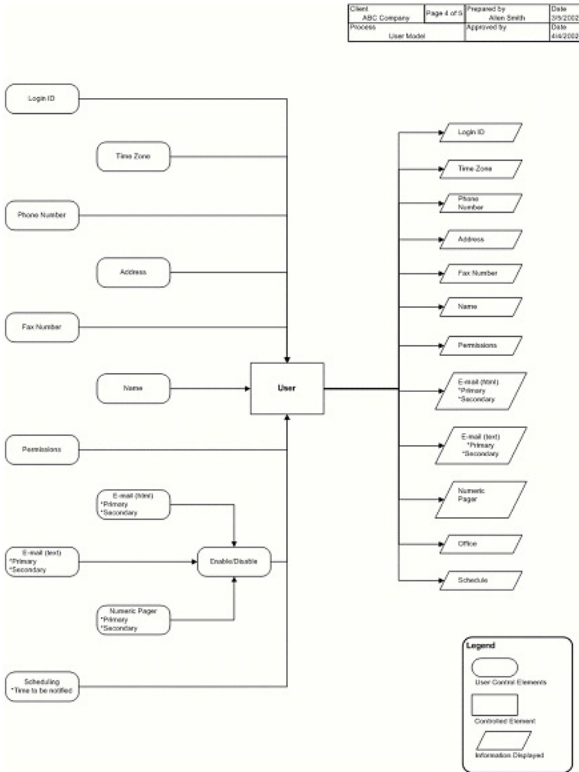 Client
ABC Company
Page 4 of 5
Prepared by
Allen Smith
Date
3/5/2002
Process
User Model
Approved by
Date
4/4/2002
Login ID
Time Zone
Phone Number
Address
Fax Number
Name
Permissions
E-mail (html)
*Primary
*Secondary
E-mail (text)
*Primary
*Secondary
Enable/Disable
Numeric Pager
*Primary
*Secondary
Scheduling
*Time to be notified
User
Login ID
Time Zone
Phone
Number
Address
Fax Number
Name
Permissions
E-mail (html)
*Primary
*Secondary
E-mail (text)
*Primary
*Secondary
Numeric
Pager
Office
Schedule
Legend
User Control Elements
Controlled Element
Information Displayed